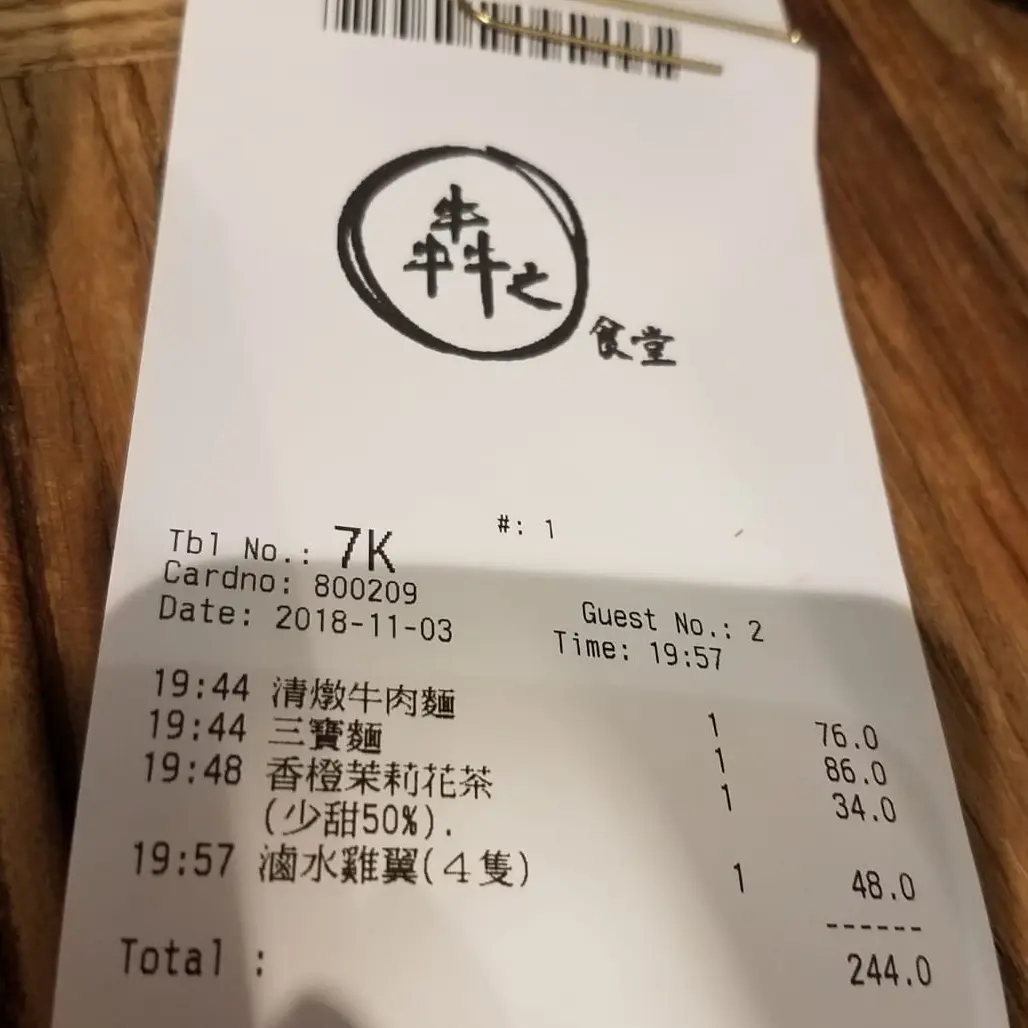 犇之
食堂
#: 1
Tbl No.: 7K
Cardno: 800209
Guest No.: 2
Date: 2018-11-03
Time: 19:57
19:44 清燉牛肉麵 1 76.0
19:44 三寶麵 1 86.0
19:48 香橙茉莉花茶 1 34.0
(少甜50%).
19:57 滷水雞翼(4隻) 1 48.0
------
Total : 244.0